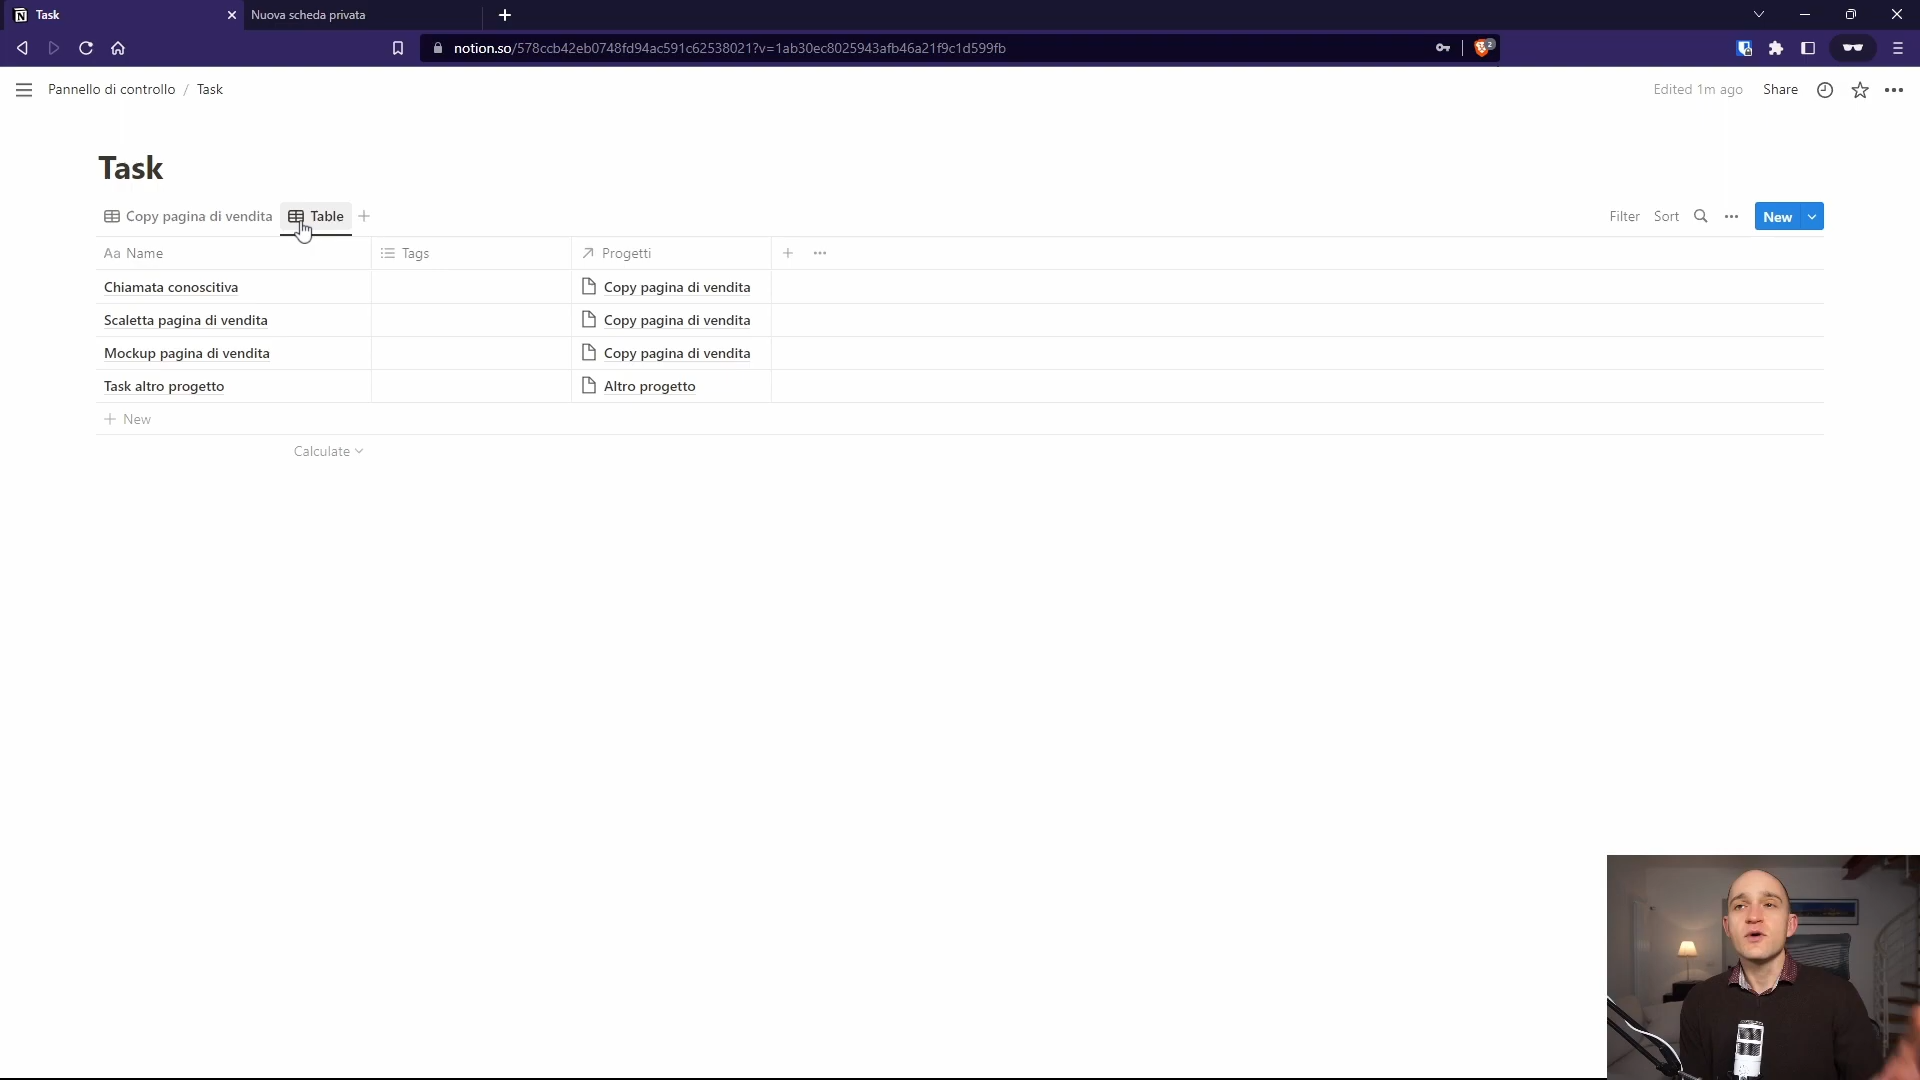 Task
Nuova scheda privata
notion.so/578ccb42eb0748fd94ac591c62538021?v=1ab30ec8025943afb46a21f9c1d599fb
2
Pannello di controllo / Task
Edited 1m ago
Share
Task
Copy pagina di vendita
Table
Filter
Sort
New
Aa Name
Tags
Progetti
Chiamata conoscitiva
Copy pagina di vendita
Scaletta pagina di vendita
Copy pagina di vendita
Mockup pagina di vendita
Copy pagina di vendita
Task altro progetto
Altro progetto
+ New
Calculate